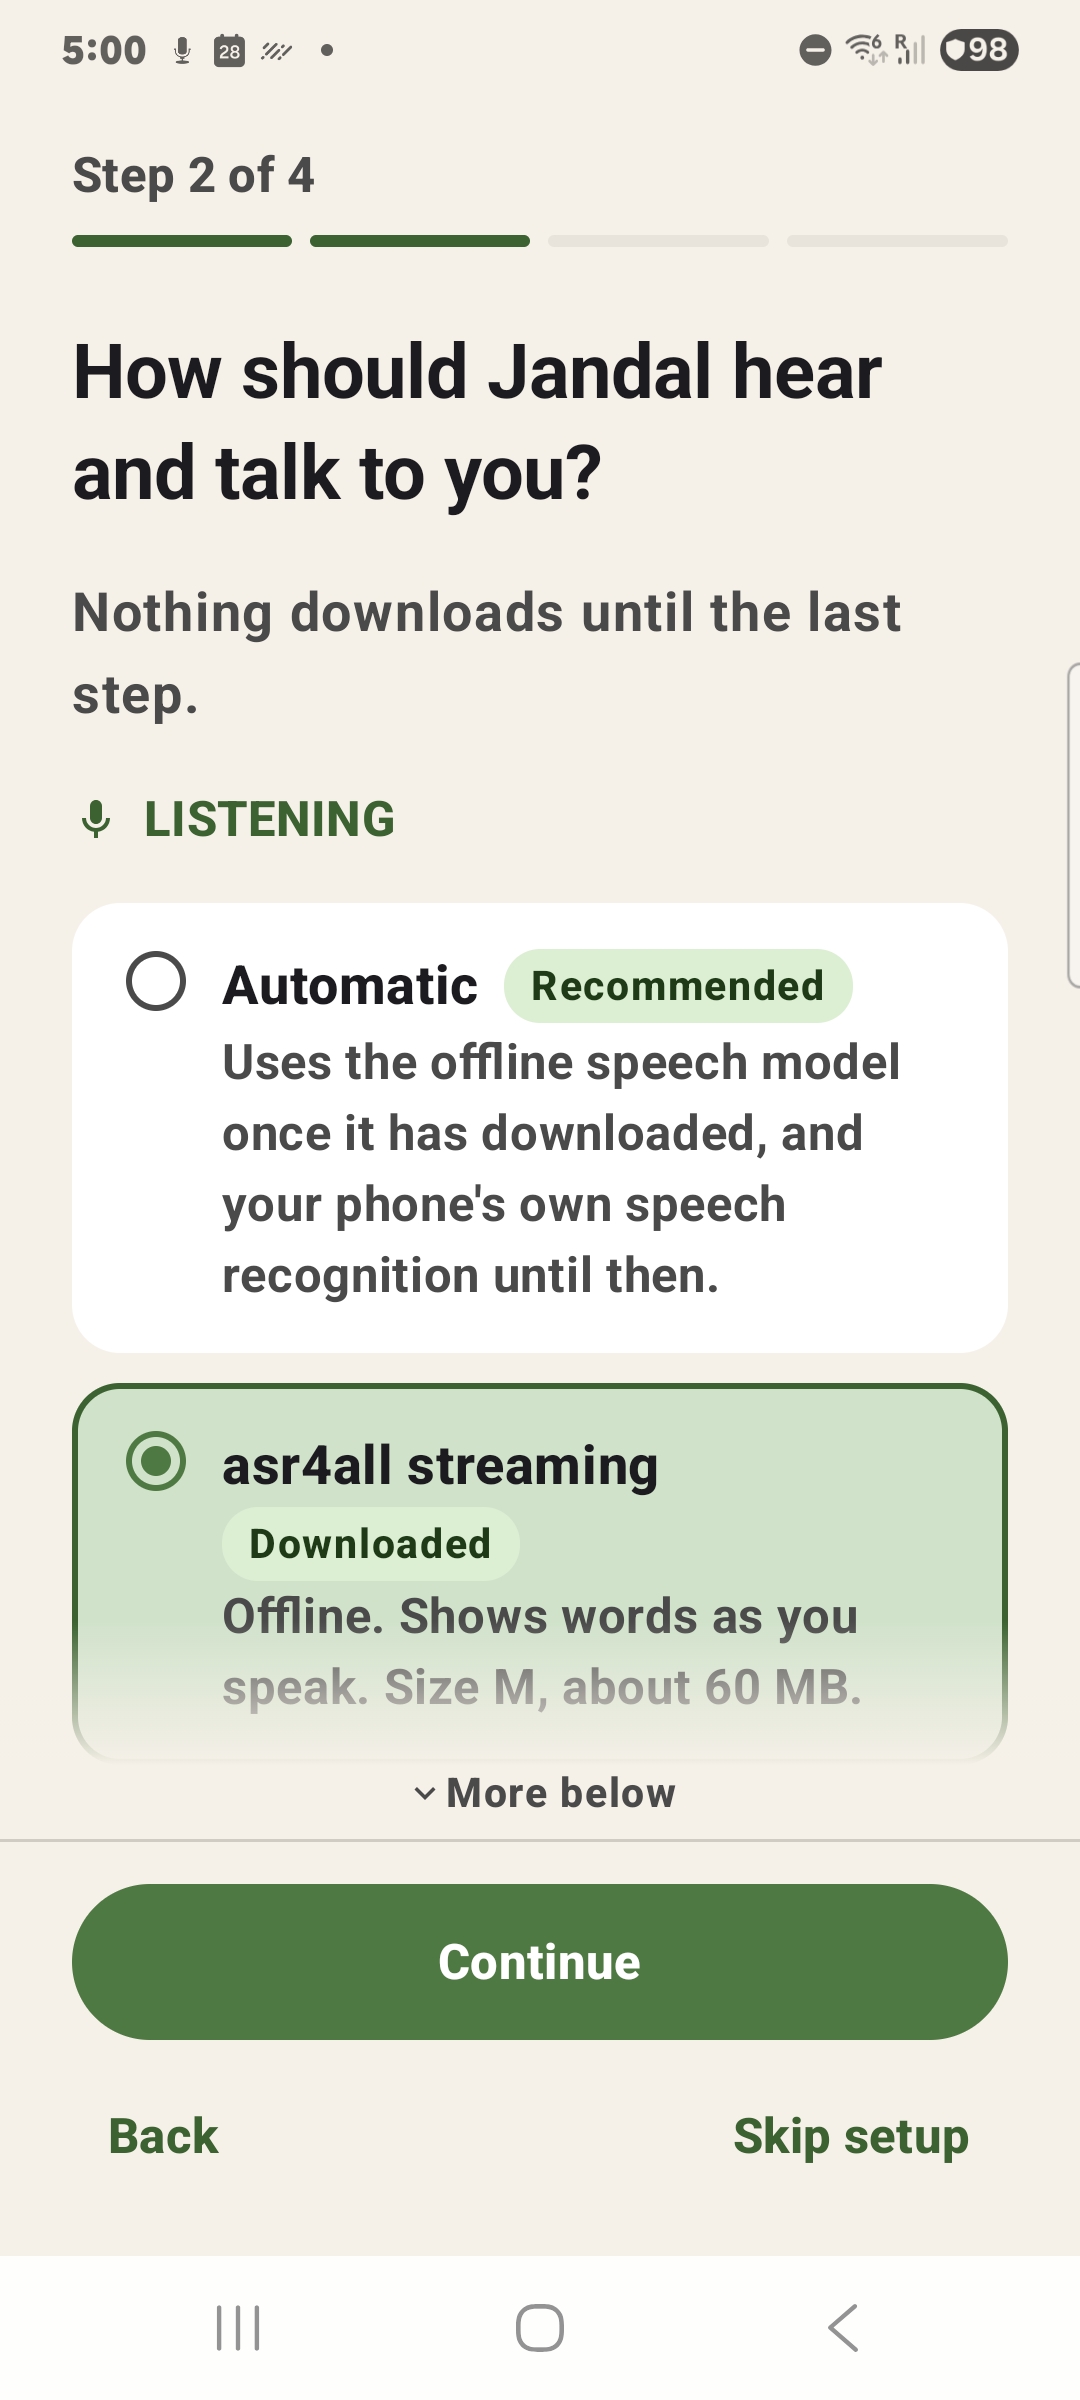 5:00
28
6
R
98
Step 2 of 4
How should Jandal hear
and talk to you?
Nothing downloads until the last
step.
LISTENING
Automatic Recommended
Uses the offline speech model
once it has downloaded, and
your phone's own speech
recognition until then.
asr4all streaming
Downloaded
Offline. Shows words as you
speak. Size M, about 60 MB.
More below
Continue
Back Skip setup